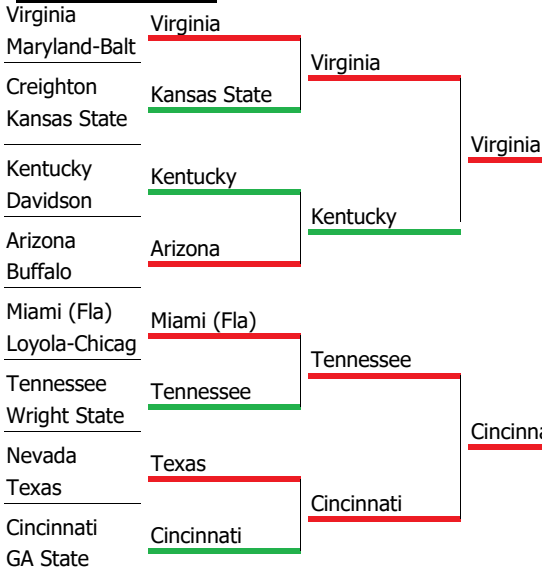 Virginia
Maryland-Balt
Creighton
Kansas State
Kentucky
Davidson
Arizona
Buffalo
Miami (Fla)
Loyola-Chicag
Tennessee
Wright State
Nevada
Texas
Cincinnati
GA State
Virginia
Kansas State
Kentucky
Arizona
Miami (Fla)
Tennessee
Texas
Cincinnati
Virginia
Kentucky
Tennessee
Cincinnati
Virginia
Cincinna